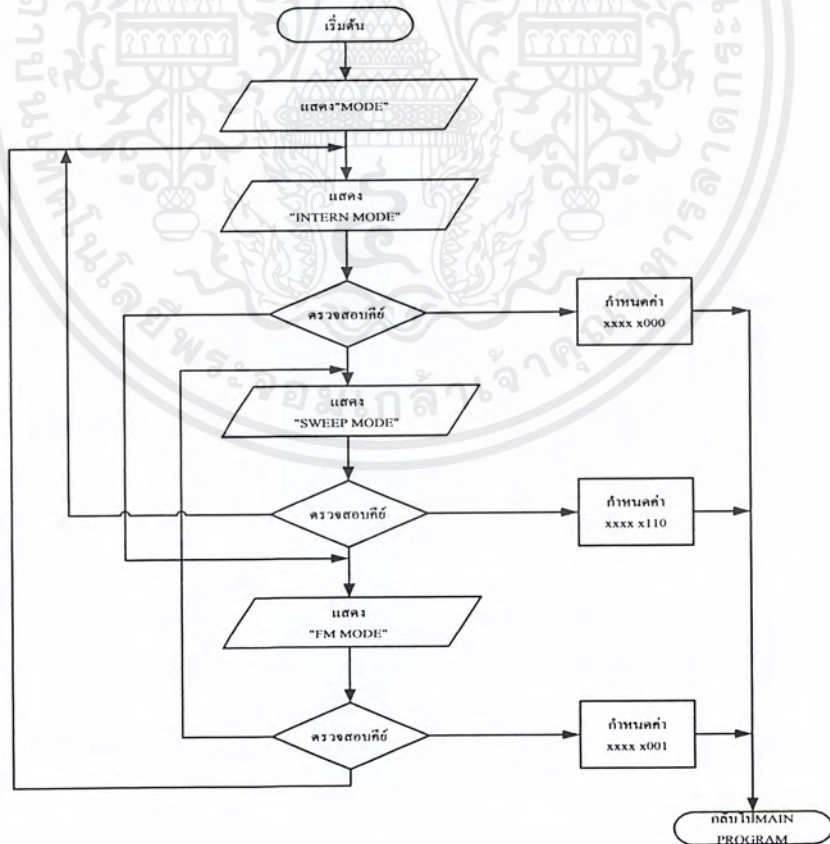 เริ่มต้น
แสดง"MODE"
แสดง
"INTERN MODE"
ตรวจสอบคีย์
กำหนดค่า
xxxx x000
แสดง
"SWEEP MODE"
ตรวจสอบคีย์
กำหนดค่า
xxxx x110
แสดง
"FM MODE"
ตรวจสอบคีย์
กำหนดค่า
xxxx x001
กลับไปMAIN
PROGRAM